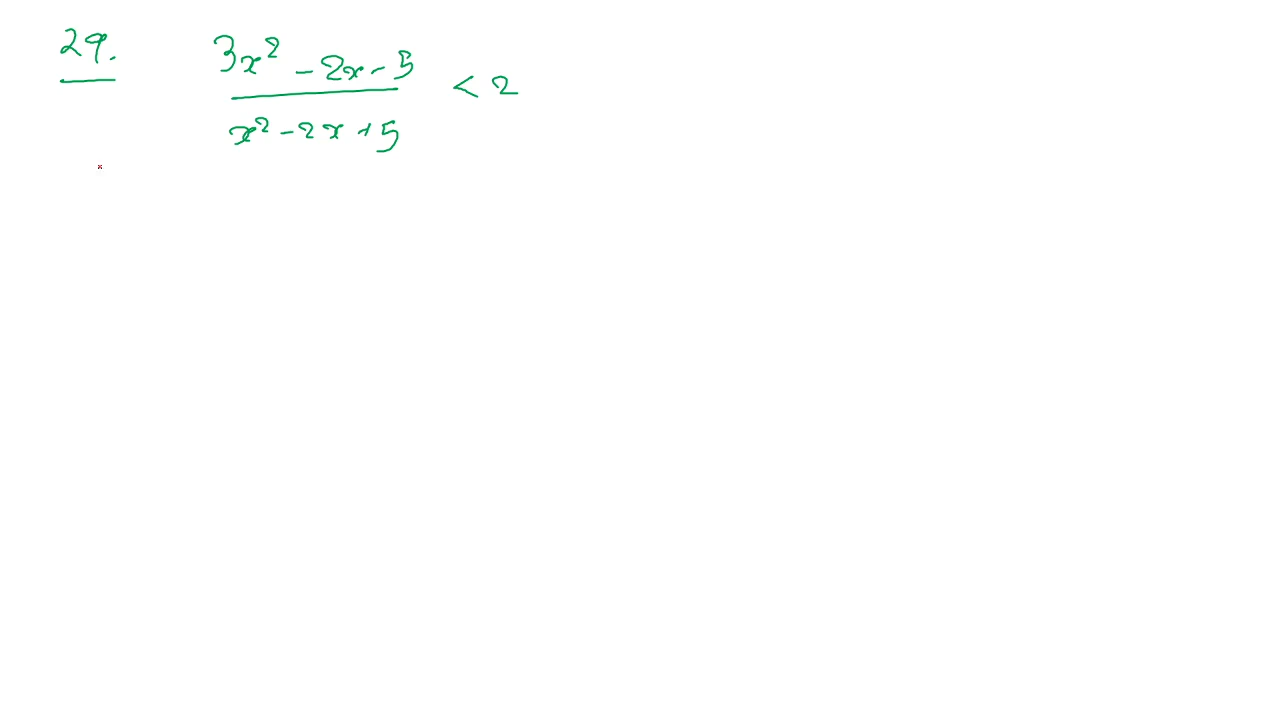 29. 3x² - 2x - 5 < 2
x² - 2x + 5